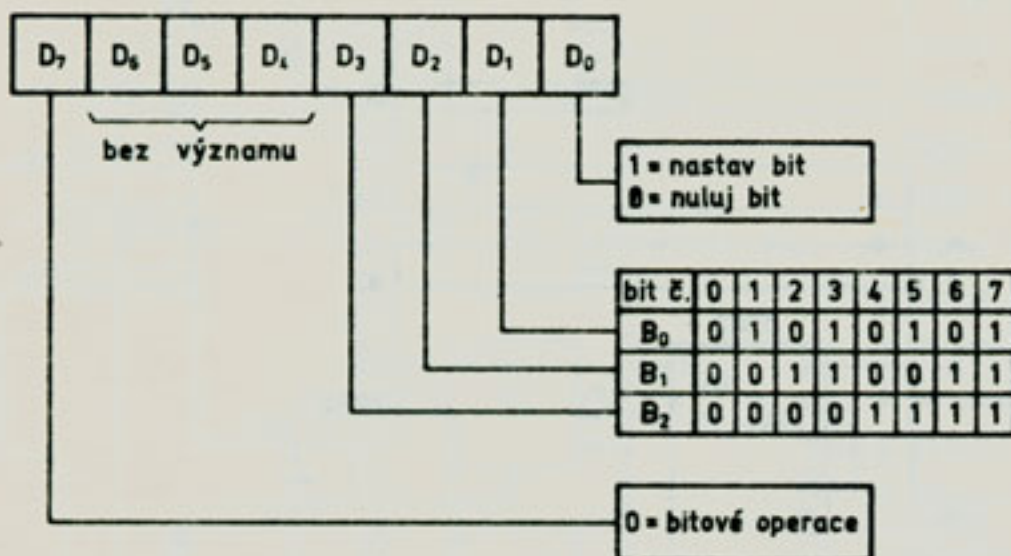 D₇ D₆ D₅ D₄ D₃ D₂ D₁ D₀
bez významu
1 = nastav bit
0 = nuluj bit
bit č. 0 1 2 3 4 5 6 7
B₀ 0 1 0 1 0 1 0 1
B₁ 0 0 1 1 0 0 1 1
B₂ 0 0 0 0 1 1 1 1
0 = bitové operace